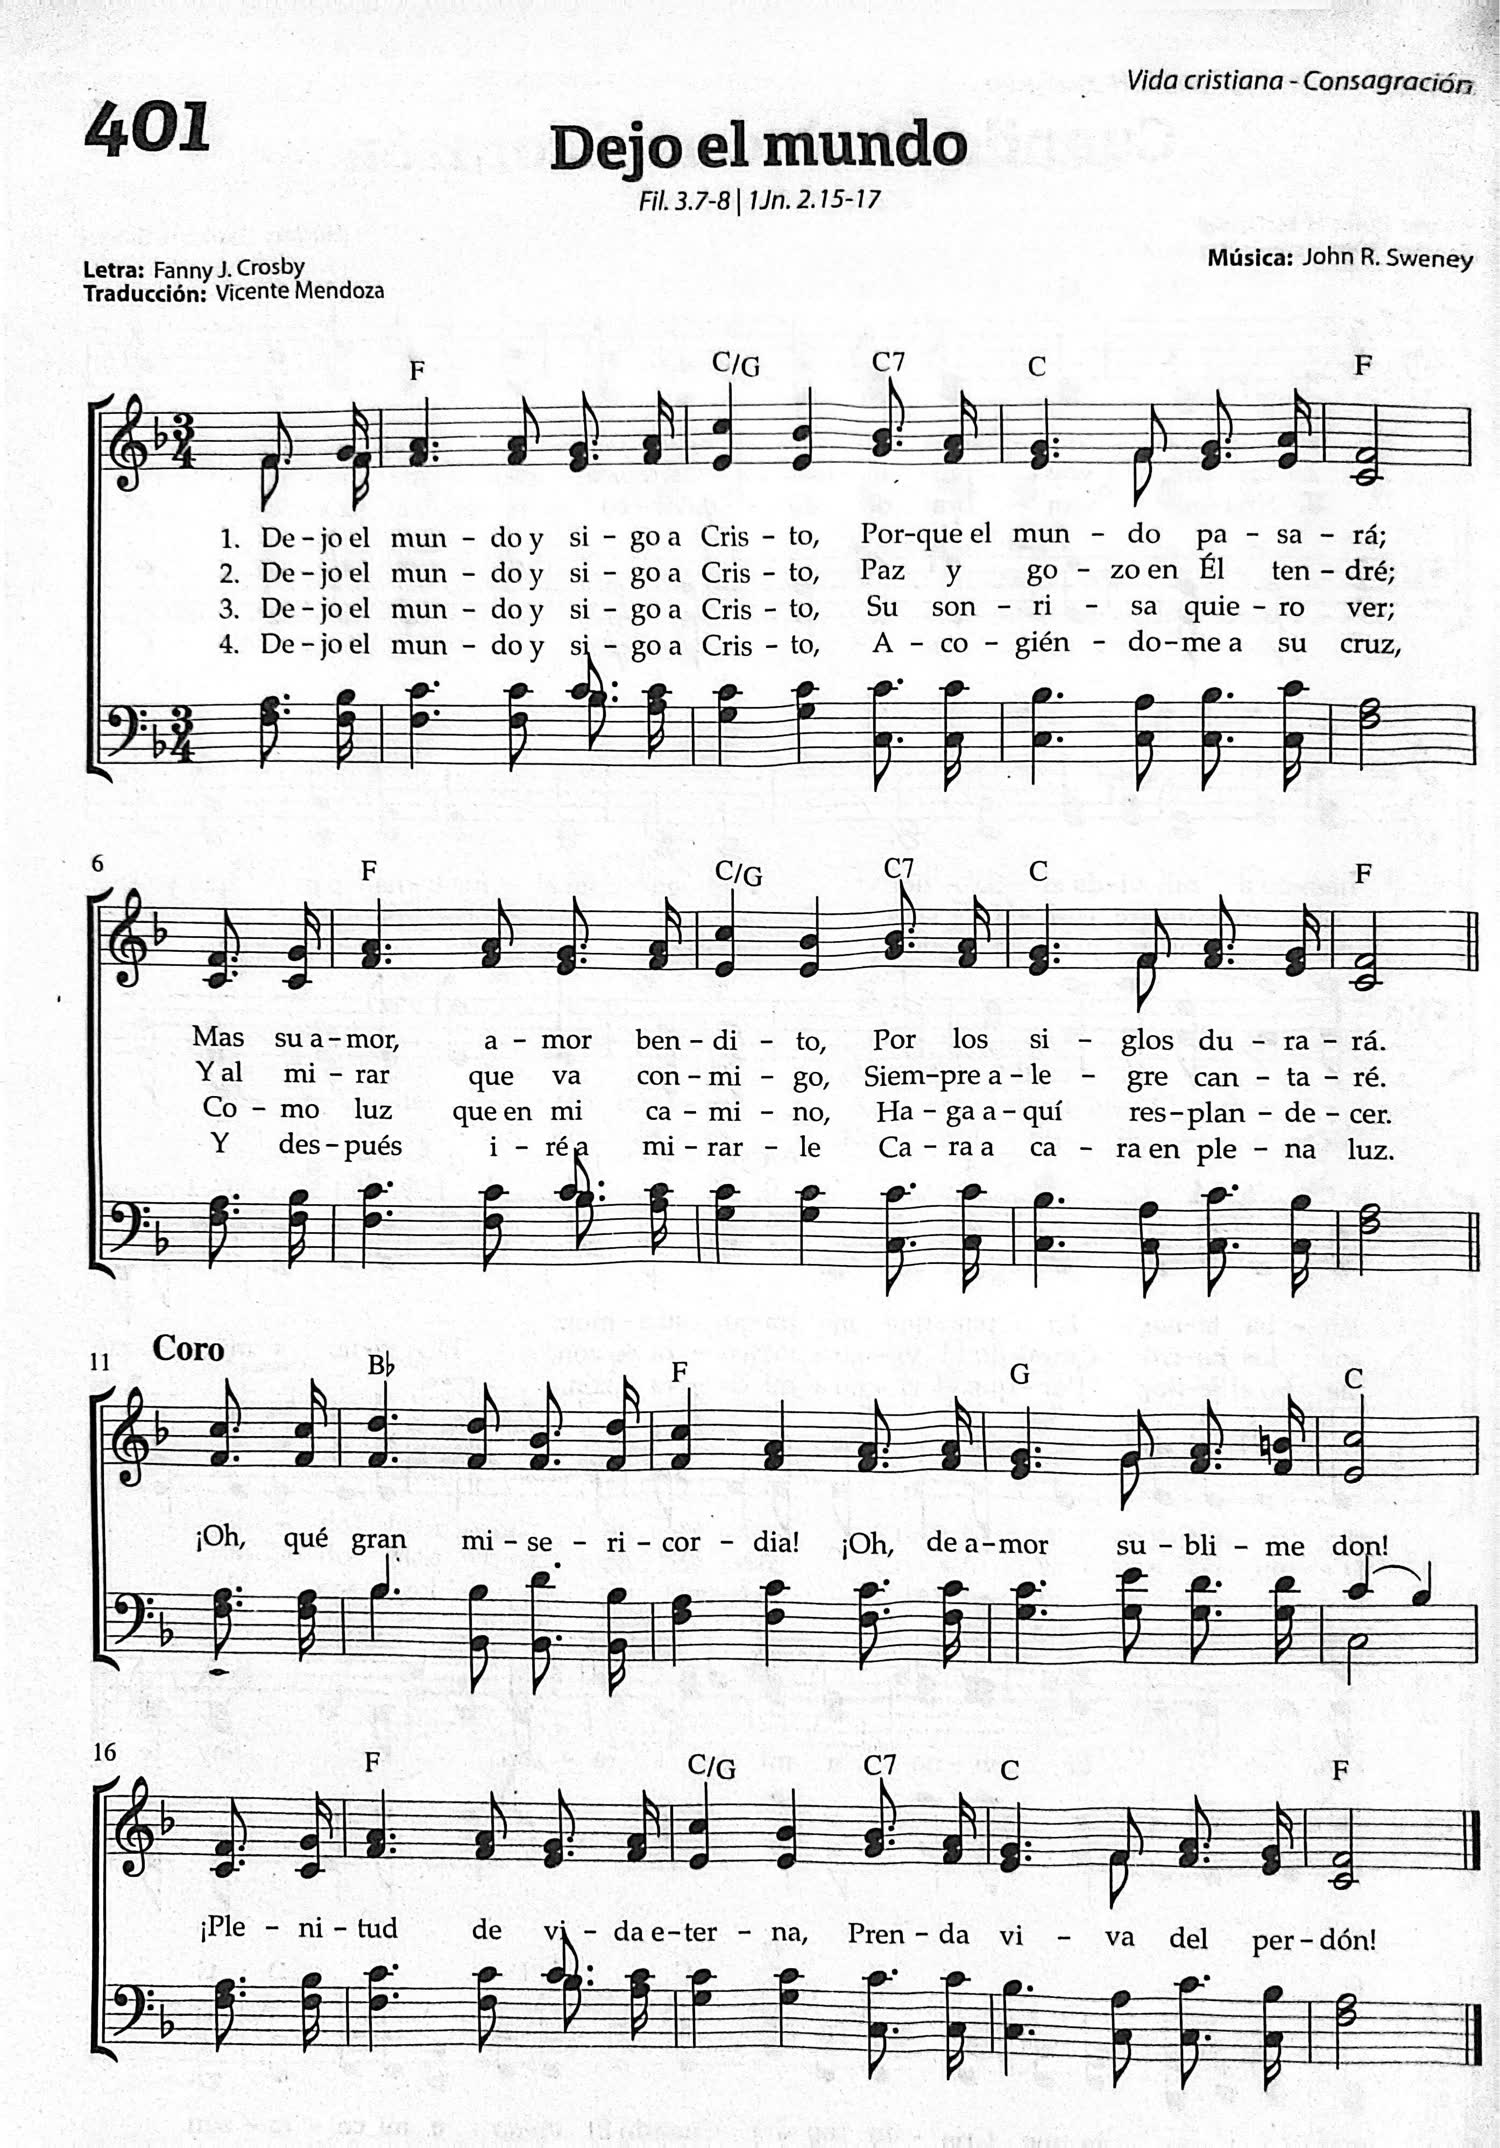 Vida cristiana - Consagración
401
Dejo el mundo
Fil. 3.7-8 | 1Jn. 2.15-17
Letra: Fanny J. Crosby
Música: John R. Sweney
Traducción: Vicente Mendoza
F C/G C7 C F
3/4
1. De-jo el mun - do y si - go a Cris - to, Por-que el mun - do pa - sa - rá;
2. De-jo el mun - do y si - go a Cris - to, Paz y go - zo en Él ten - dré;
3. De-jo el mun - do y si - go a Cris - to, Su son - ri - sa quie - ro ver;
4. De-jo el mun - do y si - go a Cris - to, A - co - gién - do-me a su cruz,
3/4
6
F C/G C7 C F
Mas su a-mor, a - mor ben - di - to, Por los si - glos du - ra - rá.
Y al mi - rar que va con - mi - go, Siem-pre a - le - gre can - ta - ré.
Co - mo luz que en mi ca - mi - no, Ha - ga a - quí res-plan - de - cer.
Y des-pués i - ré a mi - rar - le Ca - ra a ca - ra en ple - na luz.
Coro
11
B♭ F G C
¡Oh, qué gran mi - se - ri - cor - dia! ¡Oh, de a-mor su - bli - me don!
16
F C/G C7 C F
¡Ple - ni - tud de vi - da e-ter - na, Pren - da vi - va del per - dón!